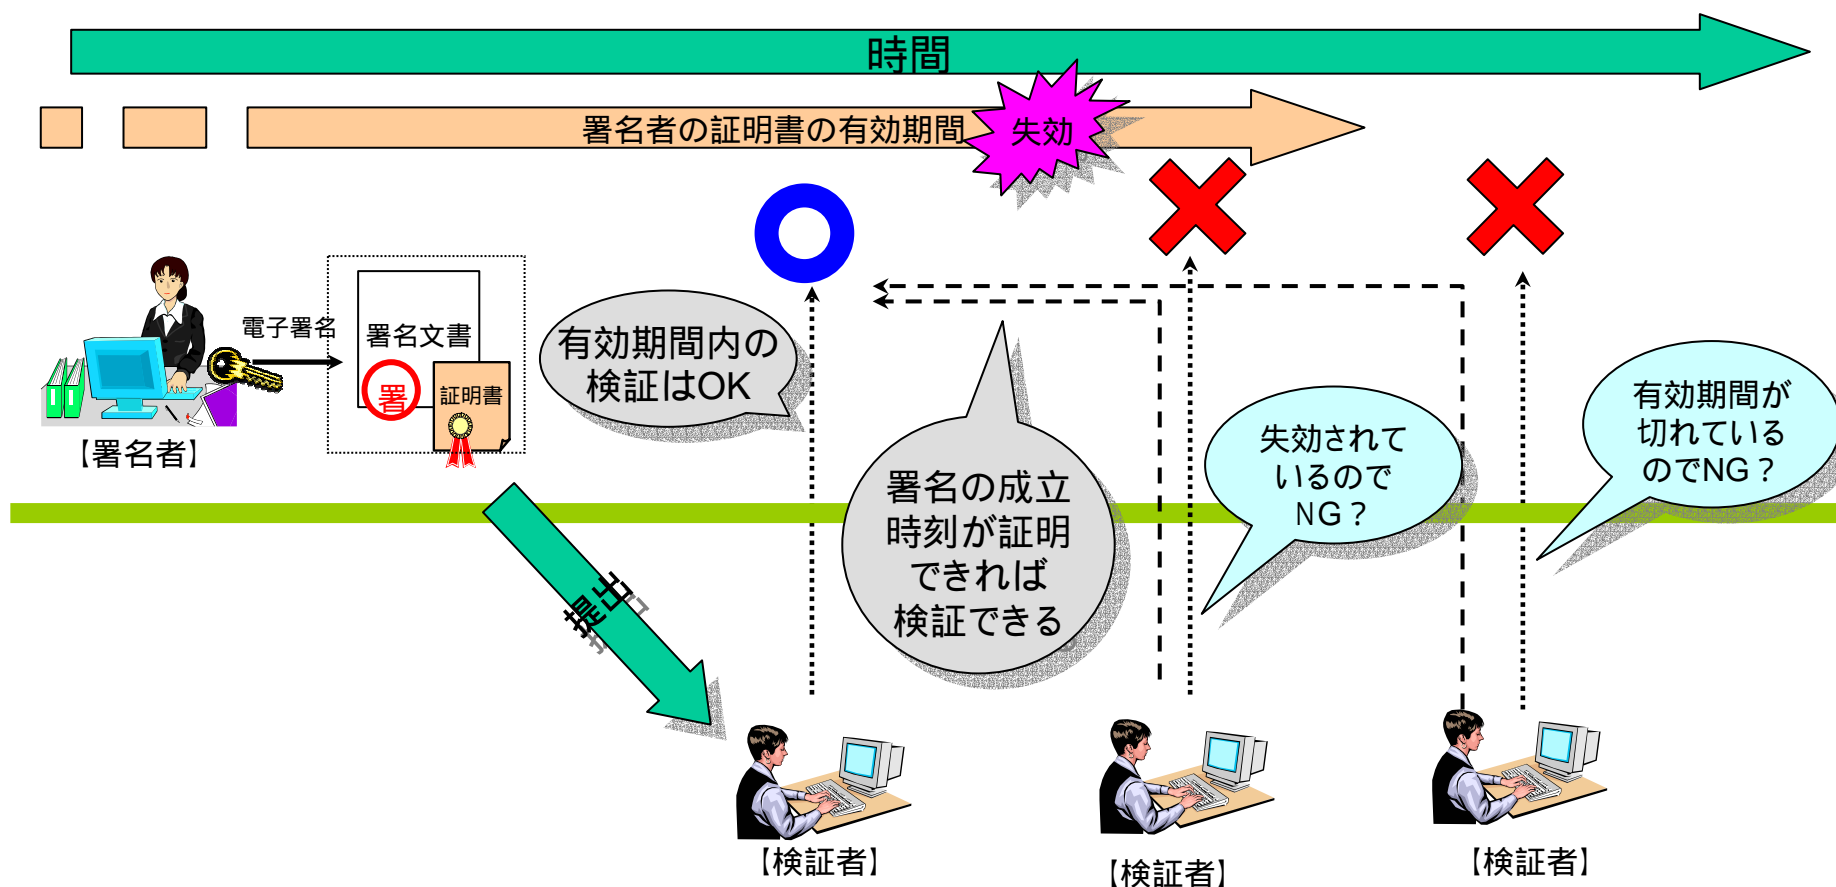 時間
署名者の証明書の有効期間
失効
電子署名
署名文書
署
証明書
【署名者】
有効期間内の
検証はOK
署名の成立
時刻が証明
できれば
検証できる
失効されて
いるので
NG？
有効期間が
切れている
のでNG？
提出
【検証者】
【検証者】
【検証者】